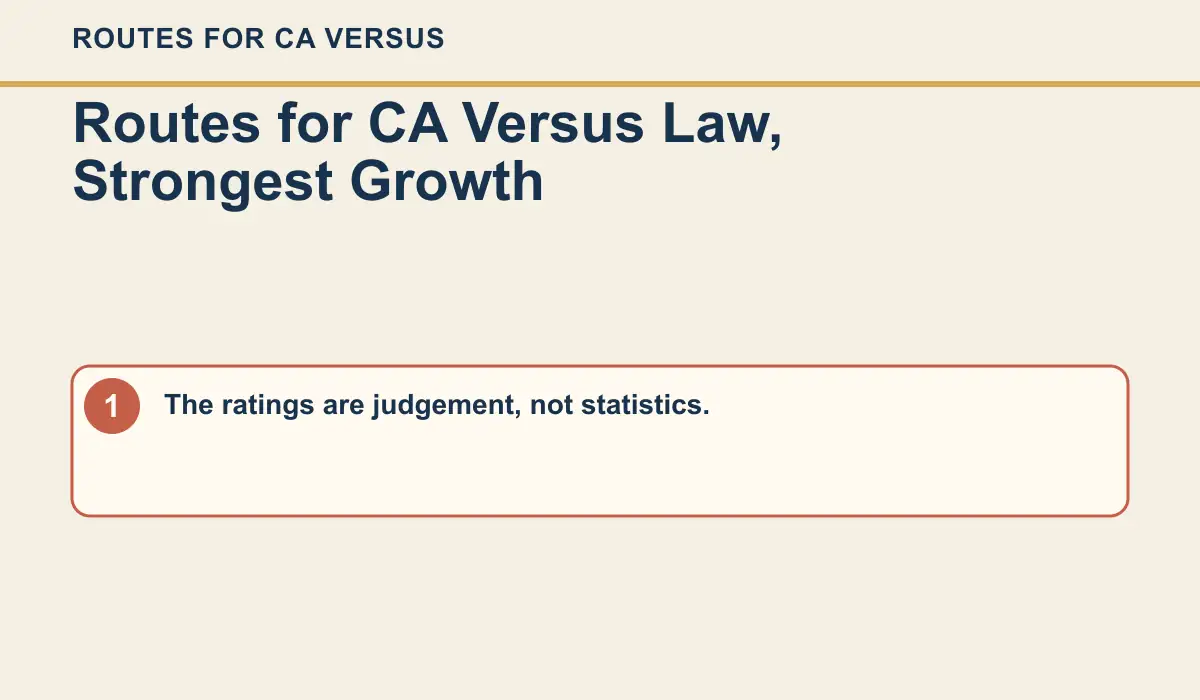 ROUTES FOR CA VERSUS
Routes for CA Versus Law,
Strongest Growth
1 The ratings are judgement, not statistics.